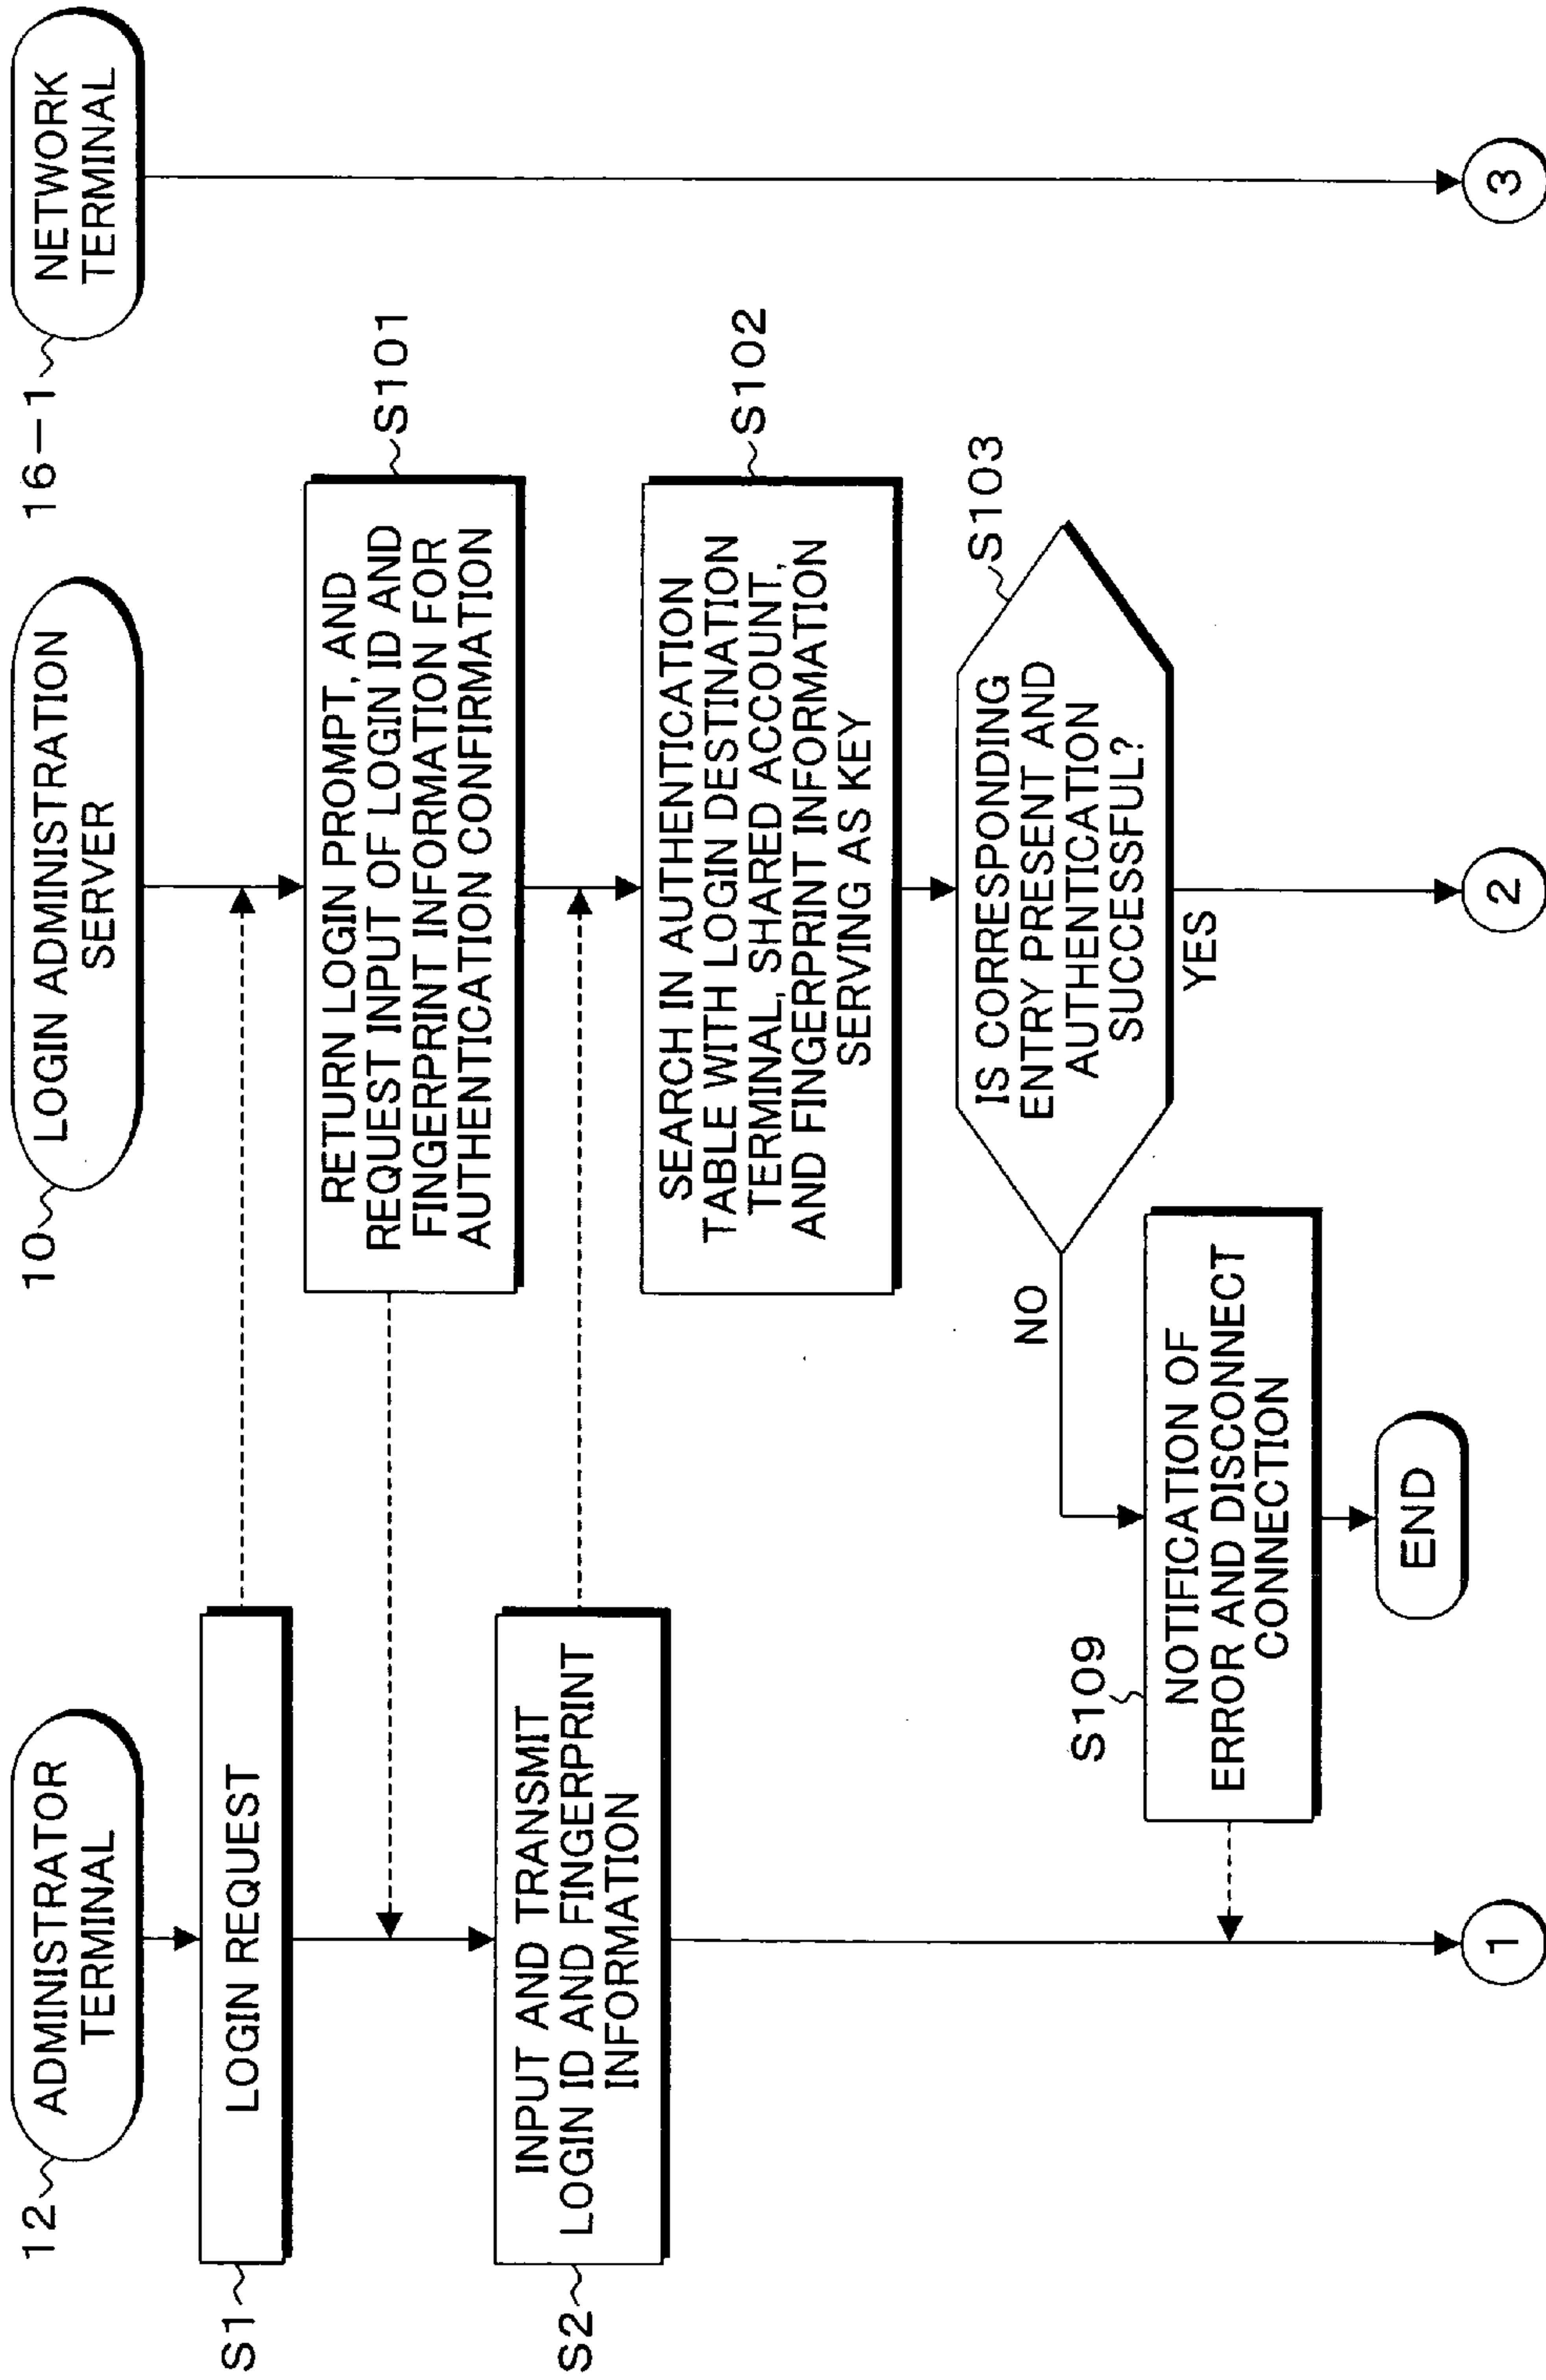 12
ADMINISTRATOR
TERMINAL
10
LOGIN ADMINISTRATION
SERVER
16-1
NETWORK
TERMINAL
S1
LOGIN REQUEST
RETURN LOGIN PROMPT, AND
REQUEST INPUT OF LOGIN ID AND
FINGERPRINT INFORMATION FOR
AUTHENTICATION CONFIRMATION
S101
S2
INPUT AND TRANSMIT
LOGIN ID AND FINGERPRINT
INFORMATION
SEARCH IN AUTHENTICATION
TABLE WITH LOGIN DESTINATION
TERMINAL, SHARED ACCOUNT,
AND FINGERPRINT INFORMATION
SERVING AS KEY
S102
S103
IS CORRESPONDING
ENTRY PRESENT AND
AUTHENTICATION
SUCCESSFUL?
NO
YES
S109
NOTIFICATION OF
ERROR AND DISCONNECT
CONNECTION
END
1
2
3